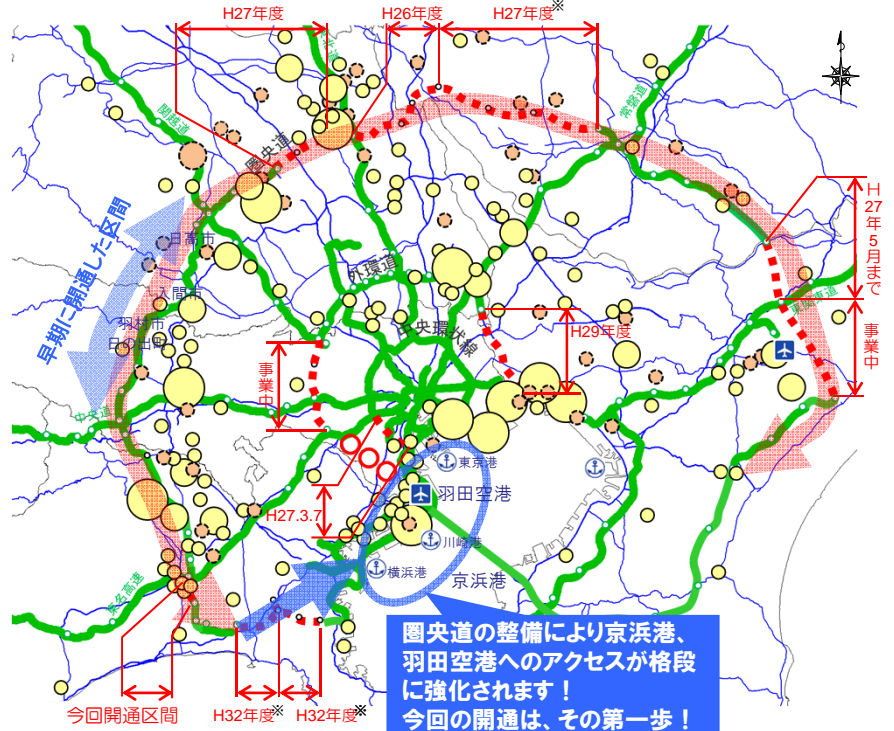 H27年度
H26年度
H27年度※
関越道
圏央道
常磐道
H27年5月まで
日高市
入間市
羽村市
日の出町
早期に開通した区間
外環道
中央環状線
東関東道
事業中
H29年度
事業中
中央道
東京港
羽田空港
H27.3.7
川崎港
横浜港
京浜港
東名高速
圏央道の整備により京浜港、
羽田空港へのアクセスが格段
に強化されます！
今回の開通は、その第一歩！
今回開通区間
H32年度※
H32年度※